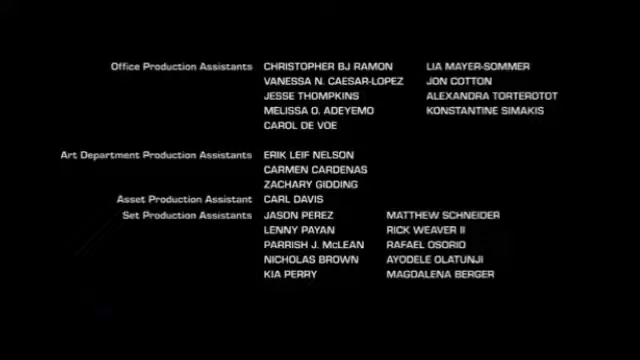 Office Production Assistants CHRISTOPHER BJ RAMON LIA MAYER-SOMMER
VANESSA N. CAESAR-LOPEZ JON COTTON
JESSE THOMPKINS ALEXANDRA TORTEROTOT
MELISSA O. ADEYEMO KONSTANTINE SIMAKIS
CAROL DE VOE
Art Department Production Assistants ERIK LEIF NELSON
CARMEN CARDENAS
ZACHARY GIDDING
Asset Production Assistant CARL DAVIS
Set Production Assistants JASON PEREZ MATTHEW SCHNEIDER
LENNY PAYAN RICK WEAVER II
PARRISH J. McLEAN RAFAEL OSORIO
NICHOLAS BROWN AYODELE OLATUNJI
KIA PERRY MAGDALENA BERGER